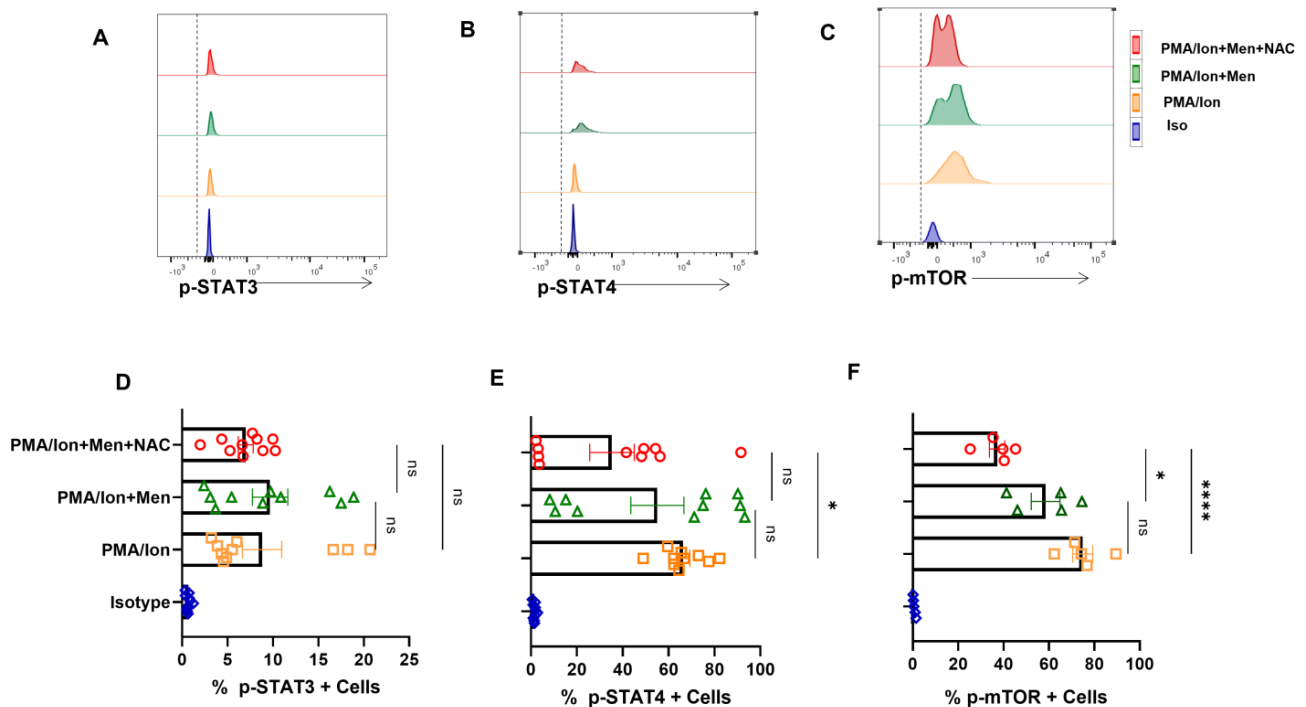 A
B
C
PMA/Ion+Men+NAC
PMA/Ion+Men
PMA/Ion
Iso
-10³ 0 10³ 10⁴ 10⁵
p-STAT3
-10³ 0 10³ 10⁴ 10⁵
p-STAT4
-10³ 0 10³ 10⁴ 10⁵
p-mTOR
D
E
F
PMA/Ion+Men+NAC
PMA/Ion+Men
PMA/Ion
Isotype
ns
ns
ns
0 5 10 15 20 25
% p-STAT3 + Cells
ns
ns
*
0 20 40 60 80 100
% p-STAT4 + Cells
*
ns
****
0 20 40 60 80 100
% p-mTOR + Cells